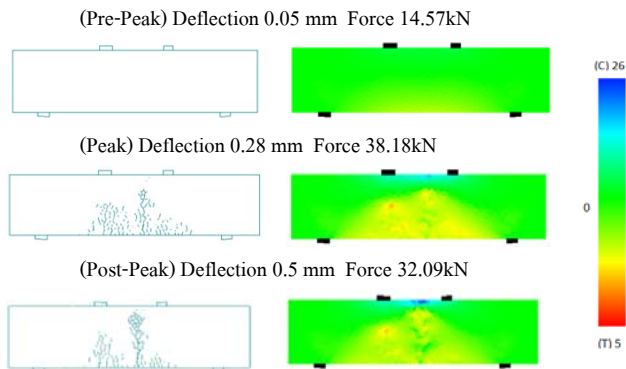 (Pre-Peak) Deflection 0.05 mm Force 14.57kN
(C) 26
(Peak) Deflection 0.28 mm Force 38.18kN
0
(Post-Peak) Deflection 0.5 mm Force 32.09kN
(T) 5